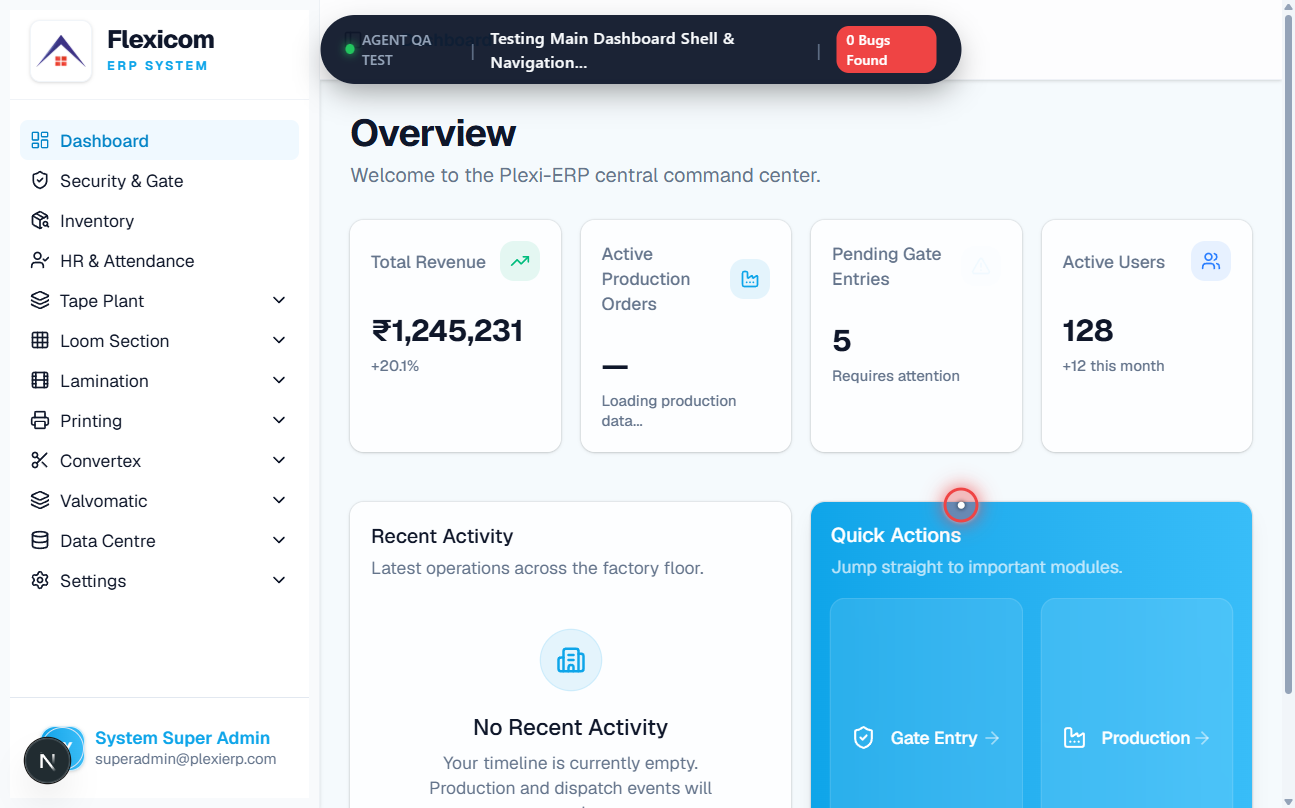 Flexicom
ERP SYSTEM
Dashboard
Security & Gate
Inventory
HR & Attendance
Tape Plant
Loom Section
Lamination
Printing
Convertex
Valvomatic
Data Centre
Settings
System Super Admin
superadmin@plexierp.com
N
AGENT QA
TEST
|
Testing Main Dashboard Shell &
Navigation...
|
0 Bugs
Found
Overview
Welcome to the Plexi-ERP central command center.
Total Revenue
₹1,245,231
+20.1%
Active
Production
Orders
—
Loading production
data...
Pending Gate
Entries
5
Requires attention
Active Users
128
+12 this month
Recent Activity
Latest operations across the factory floor.
No Recent Activity
Your timeline is currently empty.
Production and dispatch events will
Quick Actions
Jump straight to important modules.
Gate Entry
Production